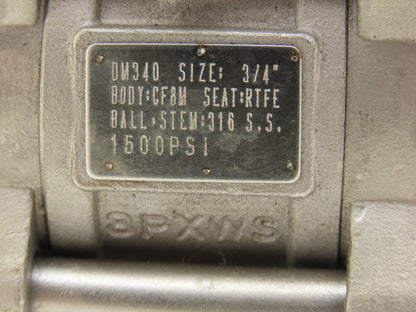 DM340 SIZE: 3/4"
BODY:CF8M SEAT:RTFE
BALL,STEM:316 S.S.
1500PSI